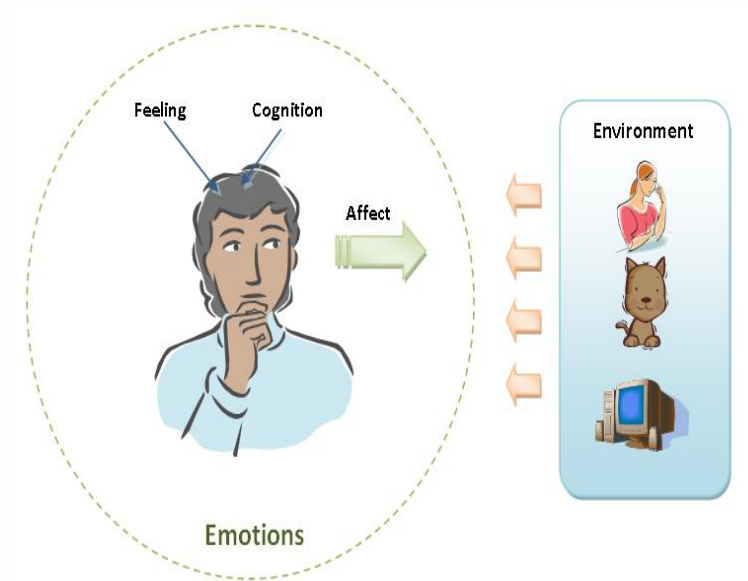 Feeling
Cognition
Environment
Affect
Emotions